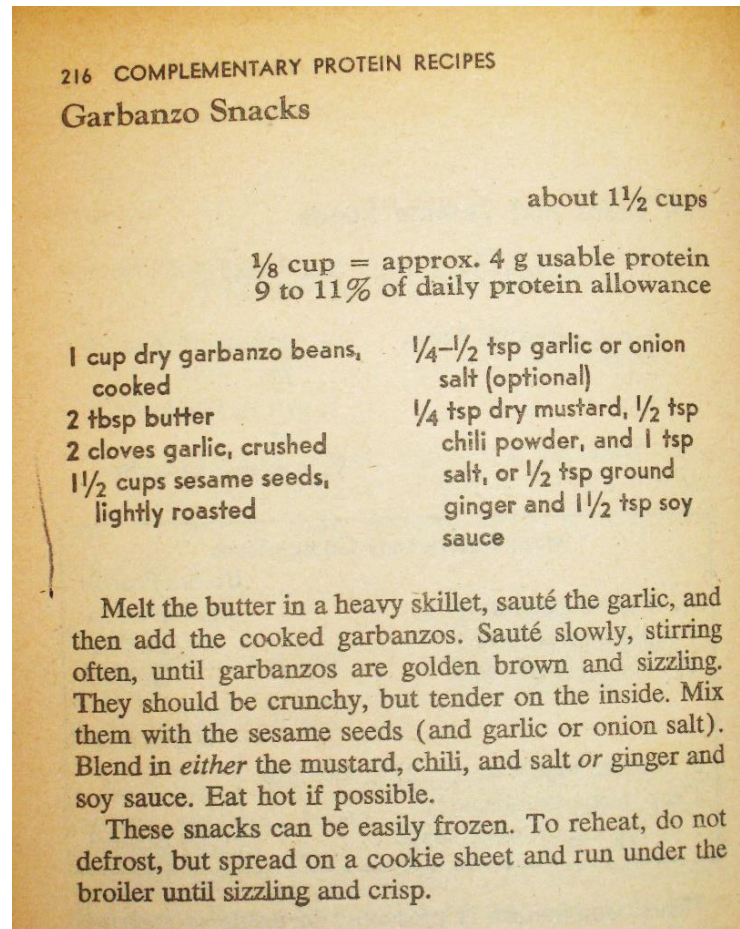 216 COMPLEMENTARY PROTEIN RECIPES
Garbanzo Snacks
about 1½ cups
⅛ cup = approx. 4 g usable protein
9 to 11% of daily protein allowance
1 cup dry garbanzo beans,
cooked
2 tbsp butter
2 cloves garlic, crushed
1½ cups sesame seeds,
lightly roasted
¼–½ tsp garlic or onion
salt (optional)
¼ tsp dry mustard, ½ tsp
chili powder, and 1 tsp
salt, or ½ tsp ground
ginger and 1½ tsp soy
sauce
Melt the butter in a heavy skillet, sauté the garlic, and
then add the cooked garbanzos. Sauté slowly, stirring
often, until garbanzos are golden brown and sizzling.
They should be crunchy, but tender on the inside. Mix
them with the sesame seeds (and garlic or onion salt).
Blend in either the mustard, chili, and salt or ginger and
soy sauce. Eat hot if possible.
These snacks can be easily frozen. To reheat, do not
defrost, but spread on a cookie sheet and run under the
broiler until sizzling and crisp.